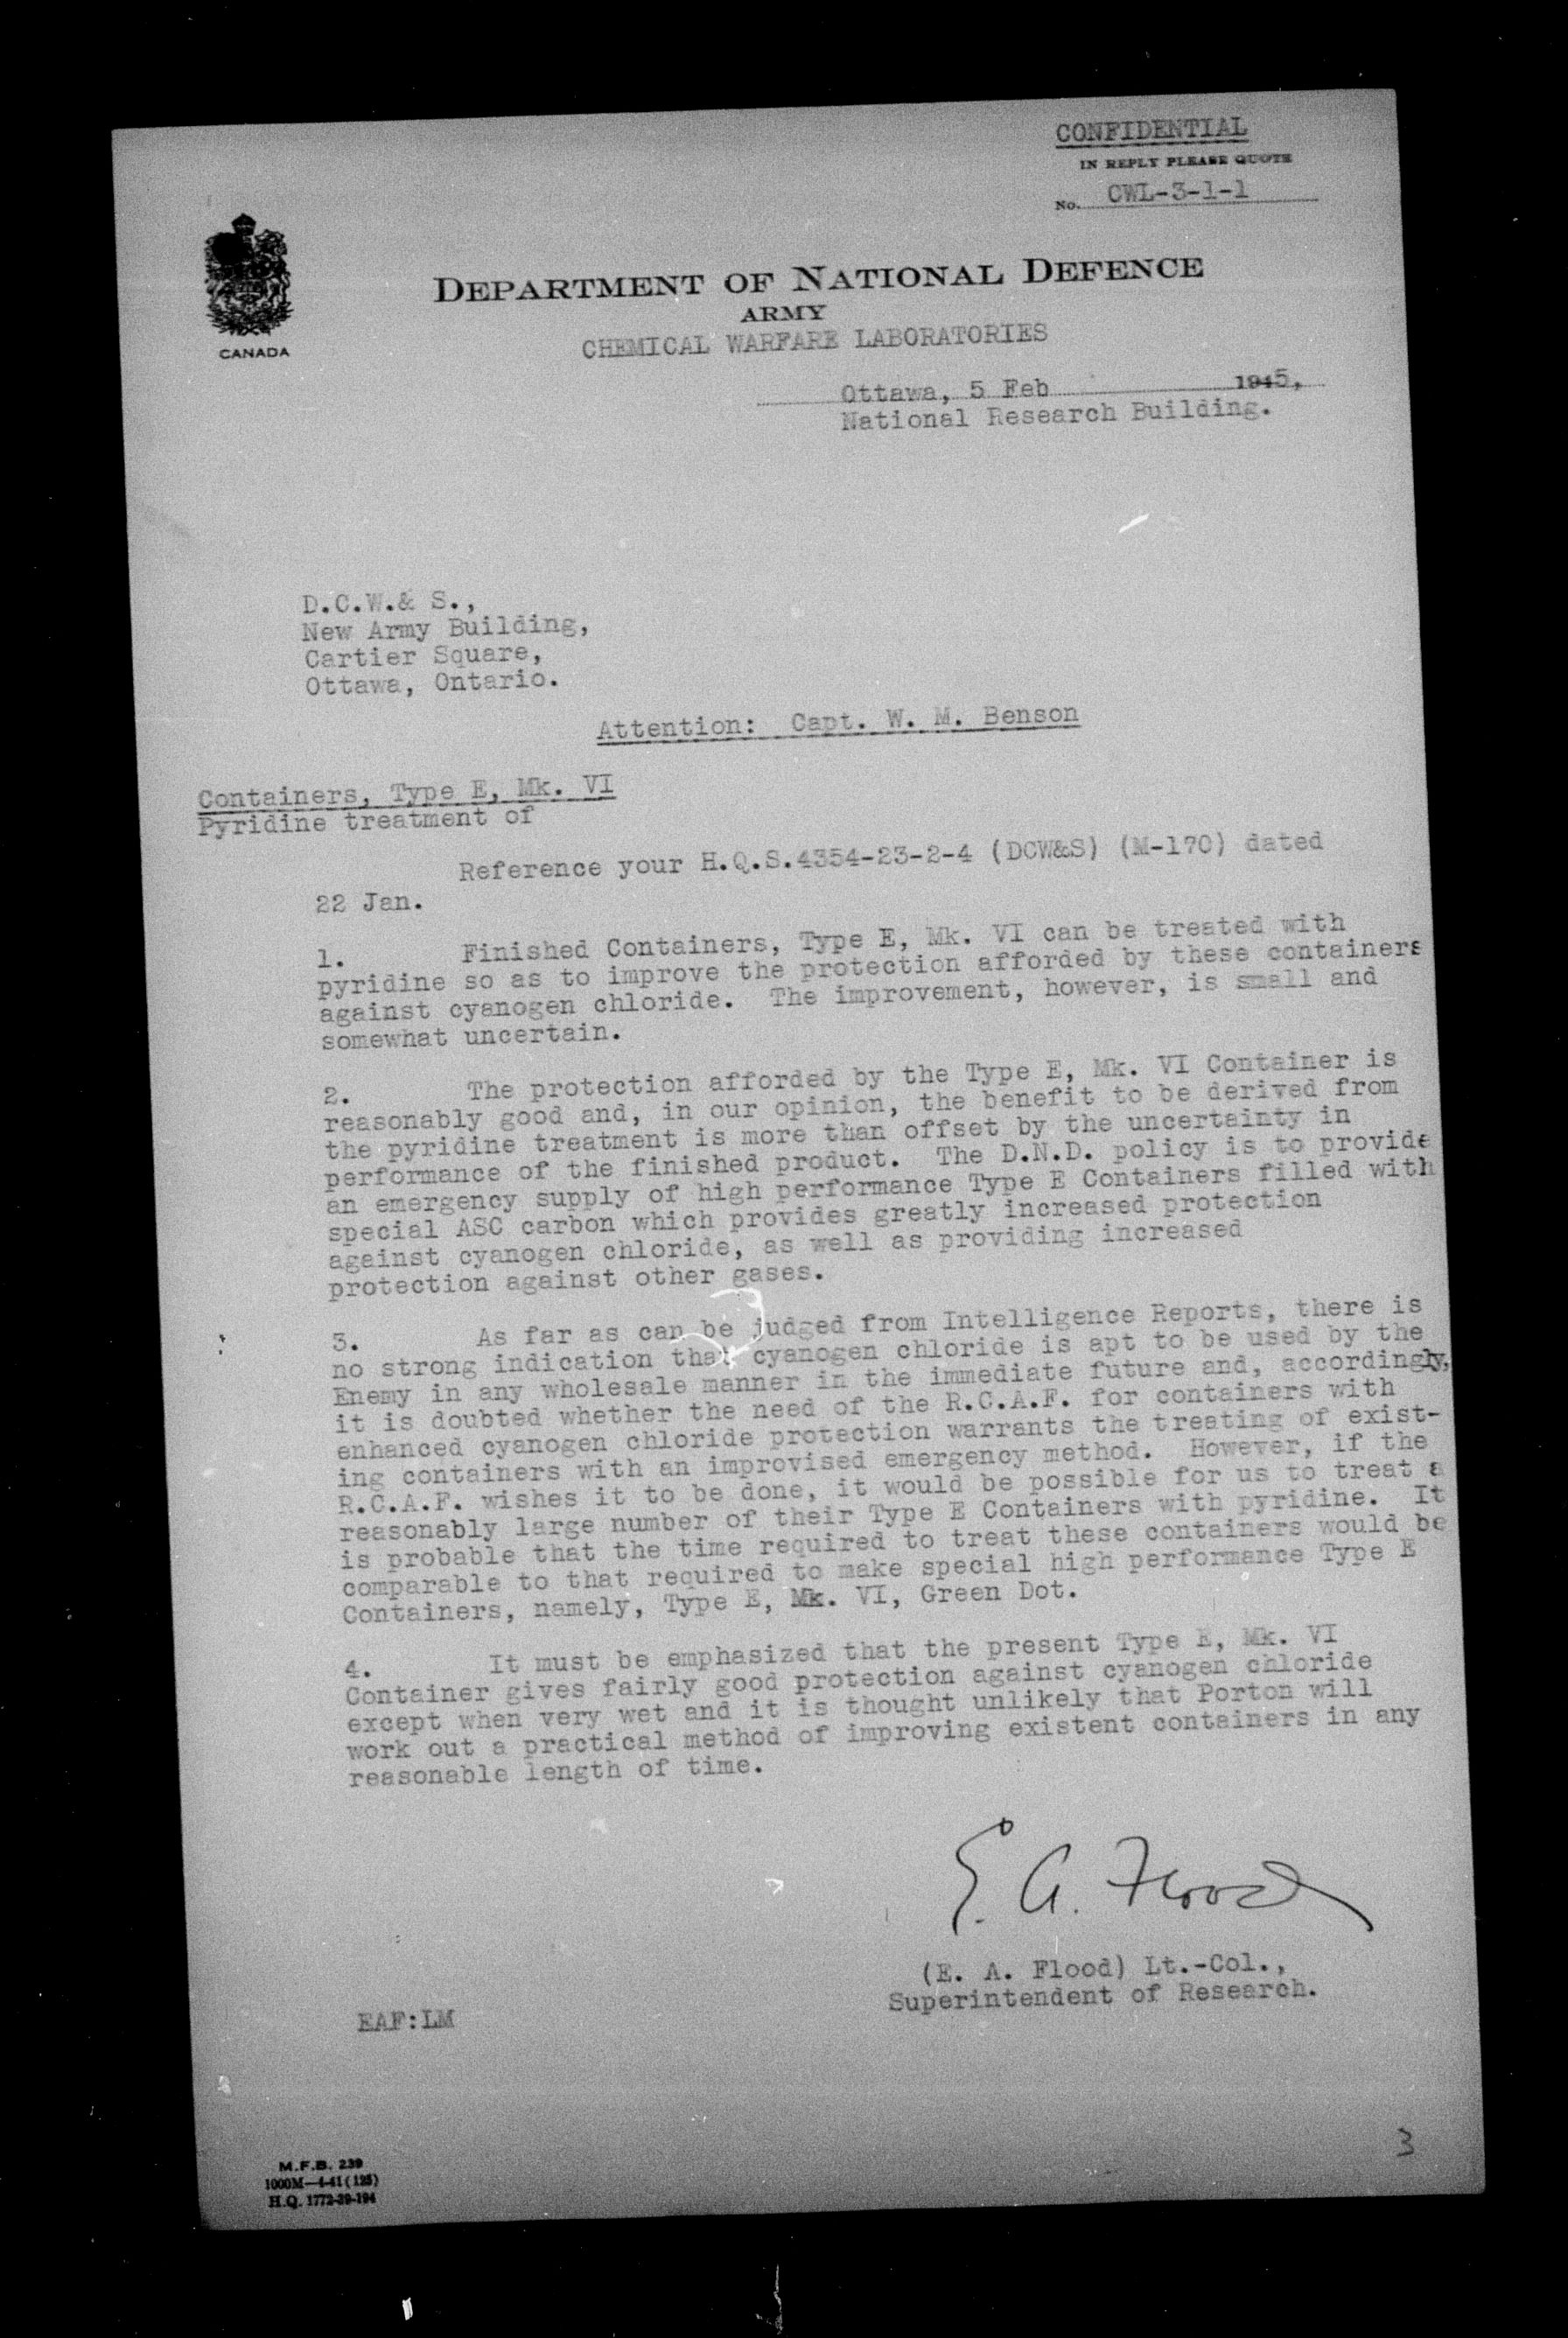 CONFIDENTIAL
IN REPLY PLEASE QUOTE
No. CWL-3-1-1
CANADA
DEPARTMENT OF NATIONAL DEFENCE
ARMY
CHEMICAL WARFARE LABORATORIES
Ottawa, 5 Feb 1945,
National Research Building.
D.C.W.& S.,
New Army Building,
Cartier Square,
Ottawa, Ontario.
Attention: Capt. W. M. Benson
Containers, Type E, Mk. VI
Pyridine treatment of
Reference your H.Q.S.4354-23-2-4 (DCW&S) (M-170) dated
22 Jan.
1. Finished Containers, Type E, Mk. VI can be treated with
pyridine so as to improve the protection afforded by these containers
against cyanogen chloride. The improvement, however, is small and
somewhat uncertain.
2. The protection afforded by the Type E, Mk. VI Container is
reasonably good and, in our opinion, the benefit to be derived from
the pyridine treatment is more than offset by the uncertainty in
performance of the finished product. The D.N.D. policy is to provide
an emergency supply of high performance Type E Containers filled with
special ASC carbon which provides greatly increased protection
against cyanogen chloride, as well as providing increased
protection against other gases.
3. As far as can be judged from Intelligence Reports, there is
no strong indication that cyanogen chloride is apt to be used by the
Enemy in any wholesale manner in the immediate future and, accordingly,
it is doubted whether the need of the R.C.A.F. for containers with
enhanced cyanogen chloride protection warrants the treating of exist-
ing containers with an improvised emergency method. However, if the
R.C.A.F. wishes it to be done, it would be possible for us to treat a
reasonably large number of their Type E Containers with pyridine. It
is probable that the time required to treat these containers would be
comparable to that required to make special high performance Type E
Containers, namely, Type E, Mk. VI, Green Dot.
4. It must be emphasized that the present Type E, Mk. VI
Container gives fairly good protection against cyanogen chloride
except when very wet and it is thought unlikely that Porton will
work out a practical method of improving existent containers in any
reasonable length of time.
E. A. Flood
(E. A. Flood) Lt.-Col.,
Superintendent of Research.
EAF:LM
3
M.F.B. 239
1000M—4-41 (125)
H.Q. 1772-39-194